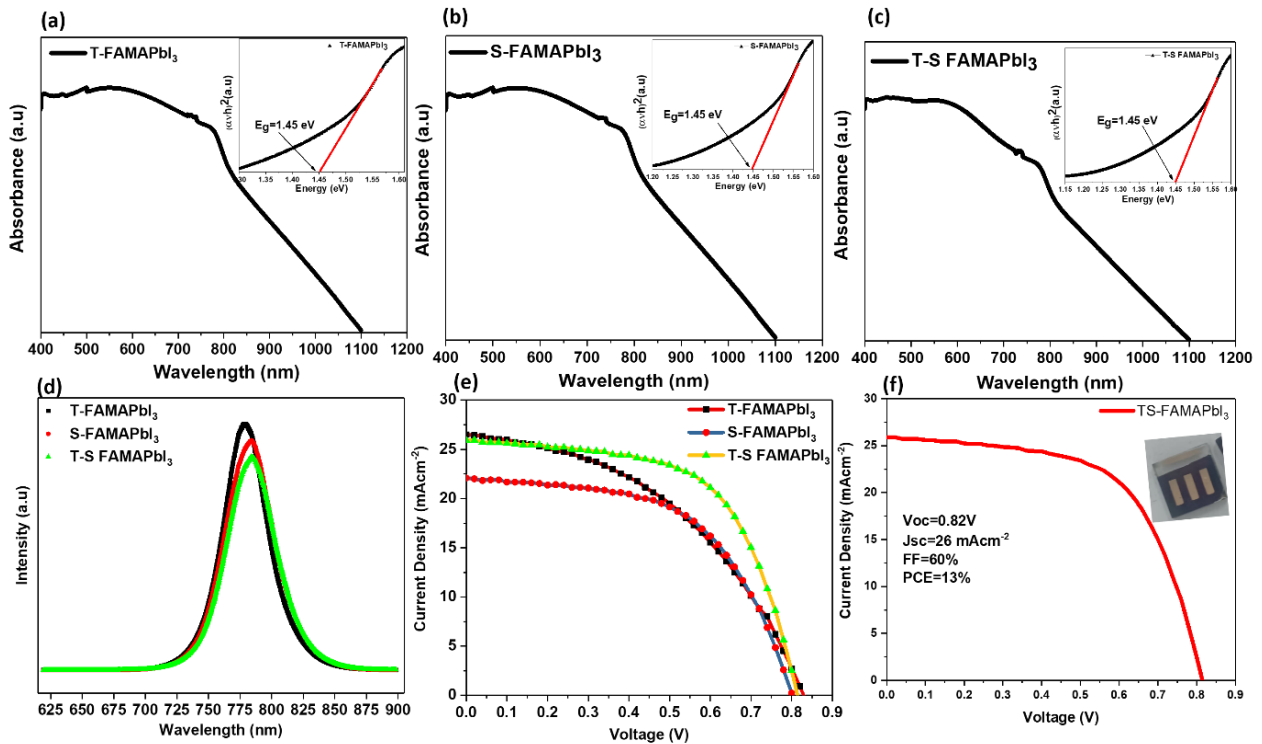 (a)
T-FAMAPbI₃
T-FAMAPbI₃
(αvh)²(a.u)
Eg=1.45 eV
1.30 1.35 1.40 1.45 1.50 1.55 1.60
Energy (eV)
Absorbance (a.u)
400 500 600 700 800 900 1000 1100 1200
Wavelength (nm)
(b)
S-FAMAPbI₃
S-FAMAPbI₃
(αvh)²(a.u)
Eg=1.45 eV
1.20 1.25 1.30 1.35 1.40 1.45 1.50 1.55 1.60
Energy (eV)
Absorbance (a.u)
400 500 600 700 800 900 1000 1100 1200
Wavelength (nm)
(c)
T-S FAMAPbI₃
T-S FAMAPbI₃
(αvh)²(a.u)
Eg=1.45 eV
1.15 1.20 1.25 1.30 1.35 1.40 1.45 1.50 1.55 1.60
Energy (eV)
Absorbance (a.u)
400 500 600 700 800 900 1000 1100 1200
Wavelength (nm)
(d)
T-FAMAPbI₃
S-FAMAPbI₃
T-S FAMAPbI₃
Intensity (a.u)
625 650 675 700 725 750 775 800 825 850 875 900
Wavelength (nm)
(e)
T-FAMAPbI₃
S-FAMAPbI₃
T-S FAMAPbI₃
Current Density (mAcm⁻²)
30
25
20
15
10
5
0
0.0 0.1 0.2 0.3 0.4 0.5 0.6 0.7 0.8 0.9
Voltage (V)
(f)
TS-FAMAPbI₃
Current Density (mAcm⁻²)
30
25
20
15
10
5
0
Voc=0.82V
Jsc=26 mAcm⁻²
FF=60%
PCE=13%
0.0 0.1 0.2 0.3 0.4 0.5 0.6 0.7 0.8 0.9
Voltage (V)